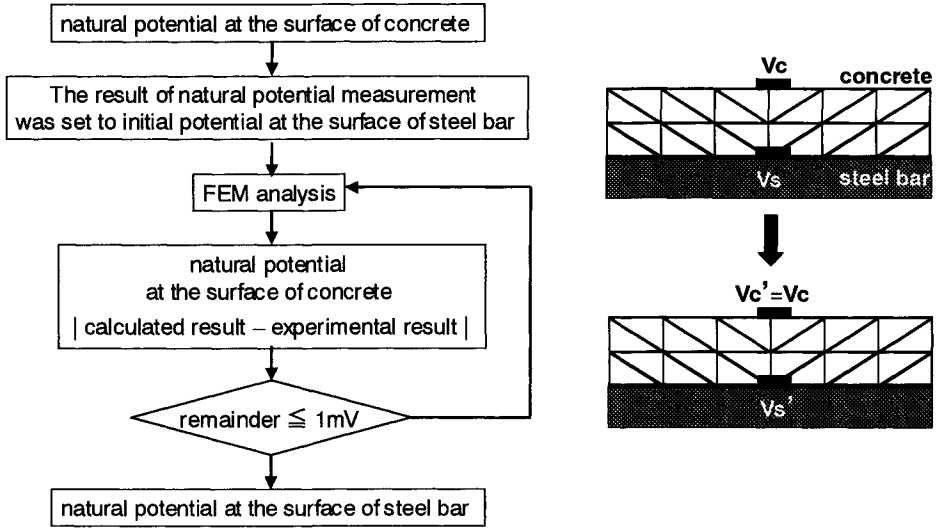 natural potential at the surface of concrete
The result of natural potential measurement
was set to initial potential at the surface of steel bar
FEM analysis
natural potential
at the surface of concrete
| calculated result – experimental result |
remainder ≦ 1mV
natural potential at the surface of steel bar
Vc
concrete
Vs
steel bar
Vc’=Vc
Vs’